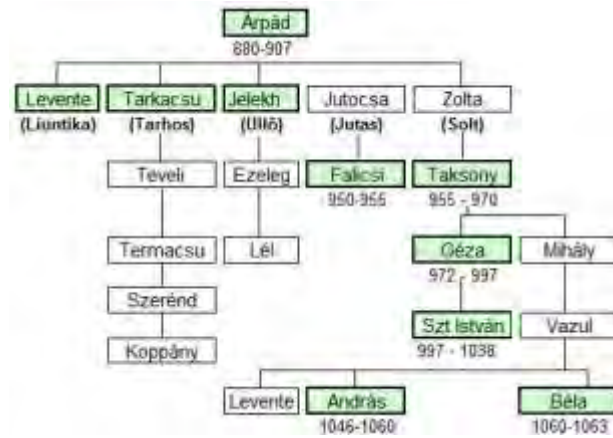 Árpád
880-907
Levente Tarkacsu Jelekh Jutocsa Zolta
(Liuntika) (Tarhos) (Üllő) (Jutas) (Solt)
Teveli Ezeleg Falicsi Taksony
950-955 955 - 970
Termacsu Lél Géza Mihály
972 - 997
Szerénd Szt István Vazul
997 - 1038
Koppány
Levente András Béla
1046-1060 1060-1063